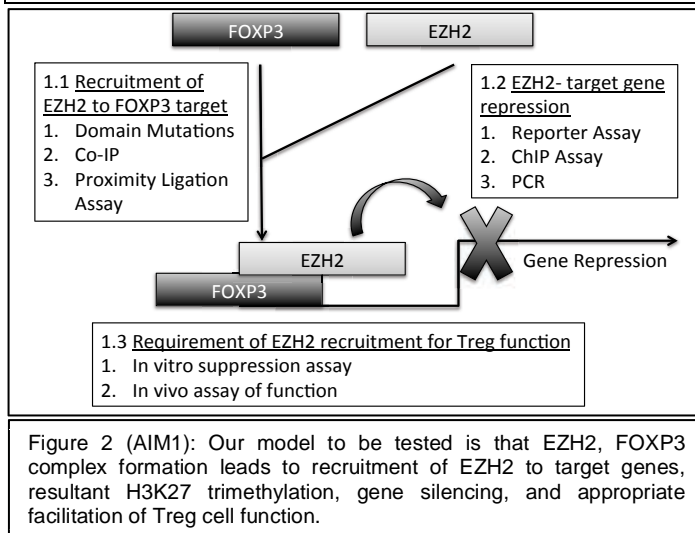 FOXP3
EZH2
1.1 Recruitment of
EZH2 to FOXP3 target
1. Domain Mutations
2. Co-IP
3. Proximity Ligation
Assay
1.2 EZH2- target gene
repression
1. Reporter Assay
2. ChIP Assay
3. PCR
EZH2
FOXP3
Gene Repression
1.3 Requirement of EZH2 recruitment for Treg function
1. In vitro suppression assay
2. In vivo assay of function
Figure 2 (AIM1): Our model to be tested is that EZH2, FOXP3
complex formation leads to recruitment of EZH2 to target genes,
resultant H3K27 trimethylation, gene silencing, and appropriate
facilitation of Treg cell function.